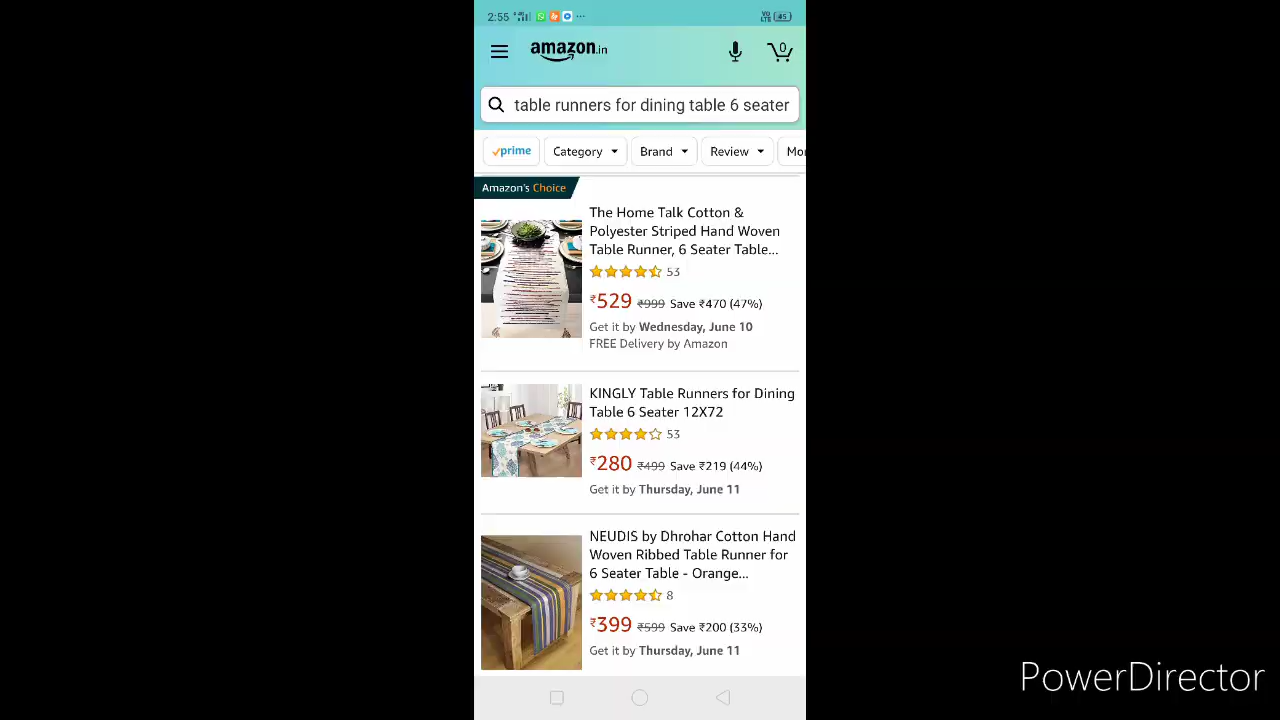 2:55
VO
LTE 45
amazon.in
0
table runners for dining table 6 seater
prime Category Brand Review Mor
Amazon's Choice
The Home Talk Cotton &
Polyester Striped Hand Woven
Table Runner, 6 Seater Table...
53
₹529 ₹999 Save ₹470 (47%)
Get it by Wednesday, June 10
FREE Delivery by Amazon
KINGLY Table Runners for Dining
Table 6 Seater 12X72
53
₹280 ₹499 Save ₹219 (44%)
Get it by Thursday, June 11
NEUDIS by Dhrohar Cotton Hand
Woven Ribbed Table Runner for
6 Seater Table - Orange...
8
₹399 ₹599 Save ₹200 (33%)
Get it by Thursday, June 11
PowerDirector